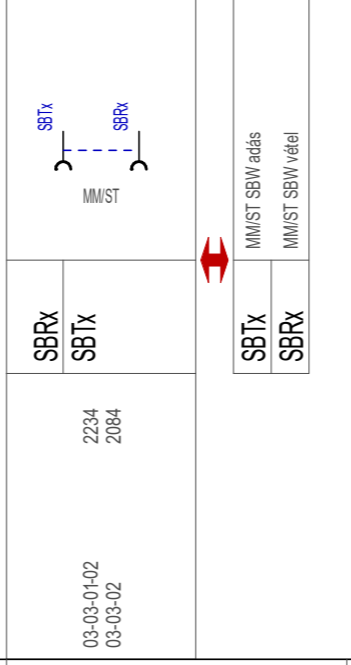 SBTx
SBRx
MM/ST
SBRx
SBTx
2234
2084
03-03-01-02
03-03-02
MM/ST SBW adás
MM/ST SBW vétel
SBTx
SBRx